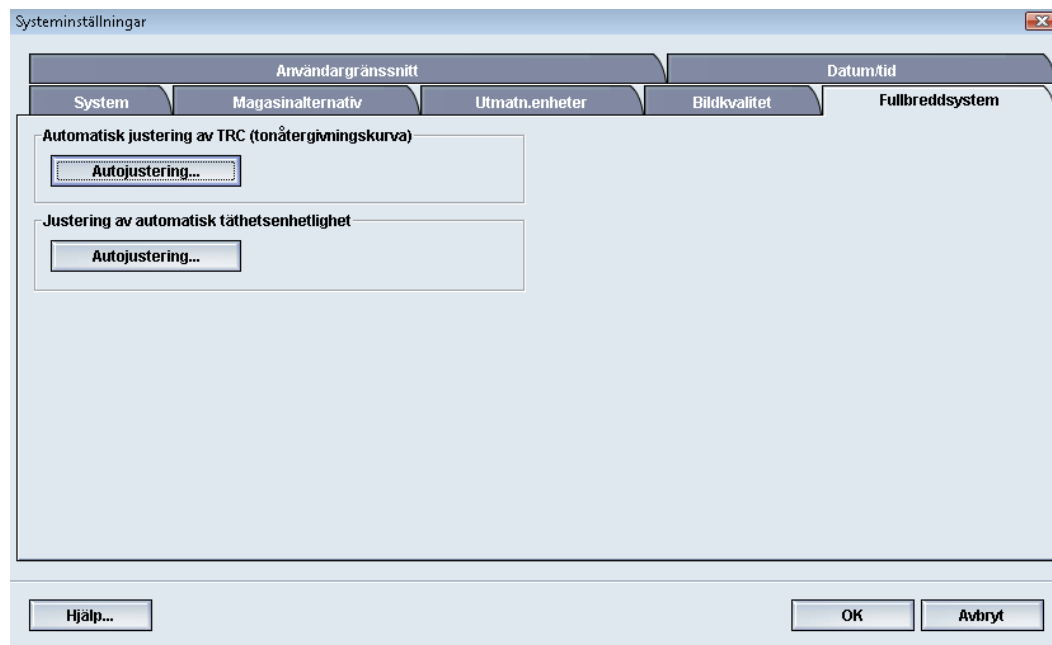 Systeminställningar
Användargränssnitt
Datum/tid
System
Magasinalternativ
Utmatn.enheter
Bildkvalitet
Fullbreddsystem
Automatisk justering av TRC (tonåtergivningskurva)
Autojustering...
Justering av automatisk täthetsenhetlighet
Autojustering...
Hjälp...
OK
Avbryt